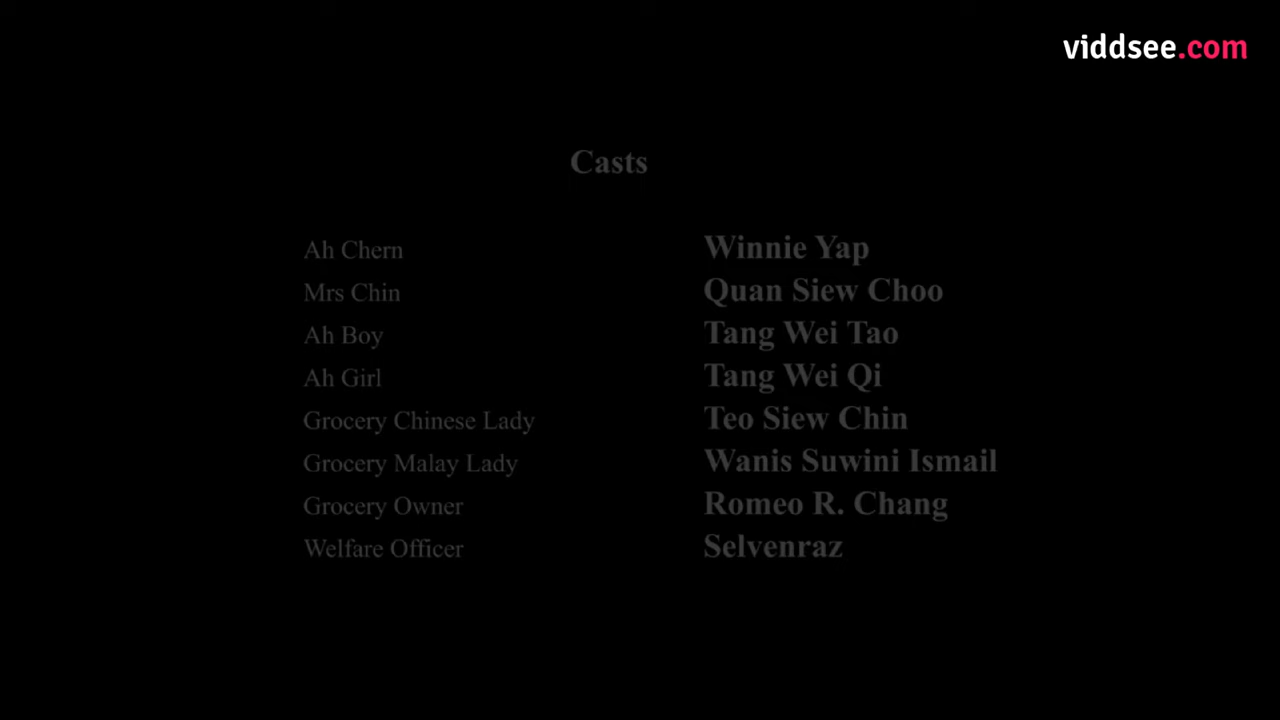 viddsee.com
Casts
Ah Chern Winnie Yap
Mrs Chin Quan Siew Choo
Ah Boy Tang Wei Tao
Ah Girl Tang Wei Qi
Grocery Chinese Lady Teo Siew Chin
Grocery Malay Lady Wanis Suwini Ismail
Grocery Owner Romeo R. Chang
Welfare Officer Selvenraz